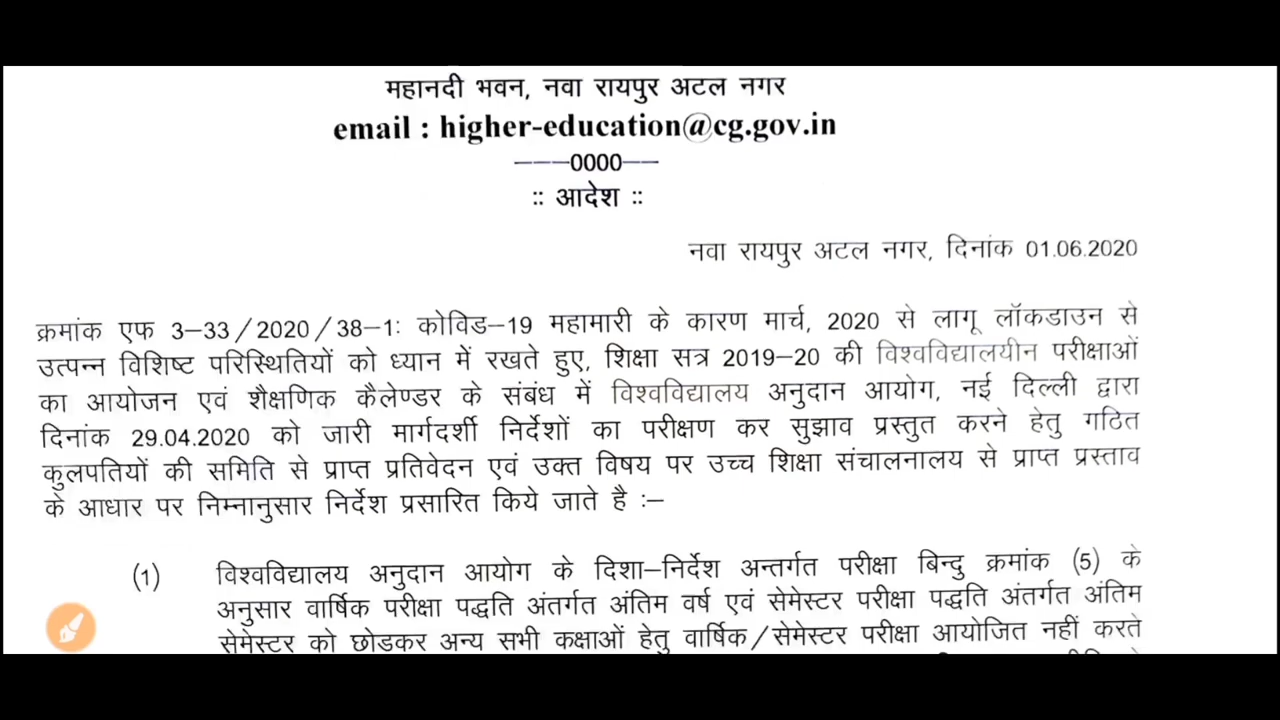 महानदी भवन, नवा रायपुर अटल नगर
email : higher-education@cg.gov.in
———0000——
:: आदेश ::
नवा रायपुर अटल नगर, दिनांक 01.06.2020
क्रमांक एफ 3–33/2020/38–1: कोविड–19 महामारी के कारण मार्च, 2020 से लागू लॉकडाउन से
उत्पन्न विशिष्ट परिस्थितियों को ध्यान में रखते हुए, शिक्षा सत्र 2019–20 की विश्वविद्यालयीन परीक्षाओं
का आयोजन एवं शैक्षणिक कैलेण्डर के संबंध में विश्वविद्यालय अनुदान आयोग, नई दिल्ली द्वारा
दिनांक 29.04.2020 को जारी मार्गदर्शी निर्देशों का परीक्षण कर सुझाव प्रस्तुत करने हेतु गठित
कुलपतियों की समिति से प्राप्त प्रतिवेदन एवं उक्त विषय पर उच्च शिक्षा संचालनालय से प्राप्त प्रस्ताव
के आधार पर निम्नानुसार निर्देश प्रसारित किये जाते है :–
(1) विश्वविद्यालय अनुदान आयोग के दिशा–निर्देश अन्तर्गत परीक्षा बिन्दु क्रमांक (5) के
अनुसार वार्षिक परीक्षा पद्धति अंतर्गत अंतिम वर्ष एवं सेमेस्टर परीक्षा पद्धति अंतर्गत अंतिम
सेमेस्टर को छोडकर अन्य सभी कक्षाओं हेतु वार्षिक/सेमेस्टर परीक्षा आयोजित नहीं करते